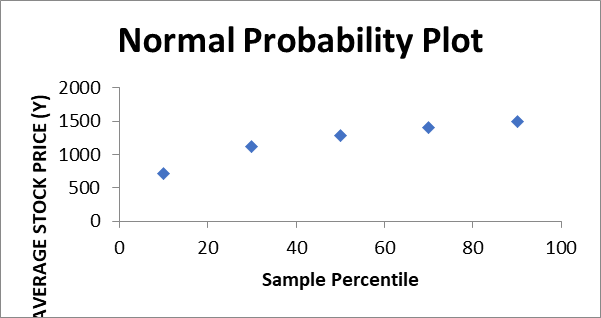 Normal Probability Plot
AVERAGE STOCK PRICE (Y)
2000
1500
1000
500
0
0 20 40 60 80 100
Sample Percentile